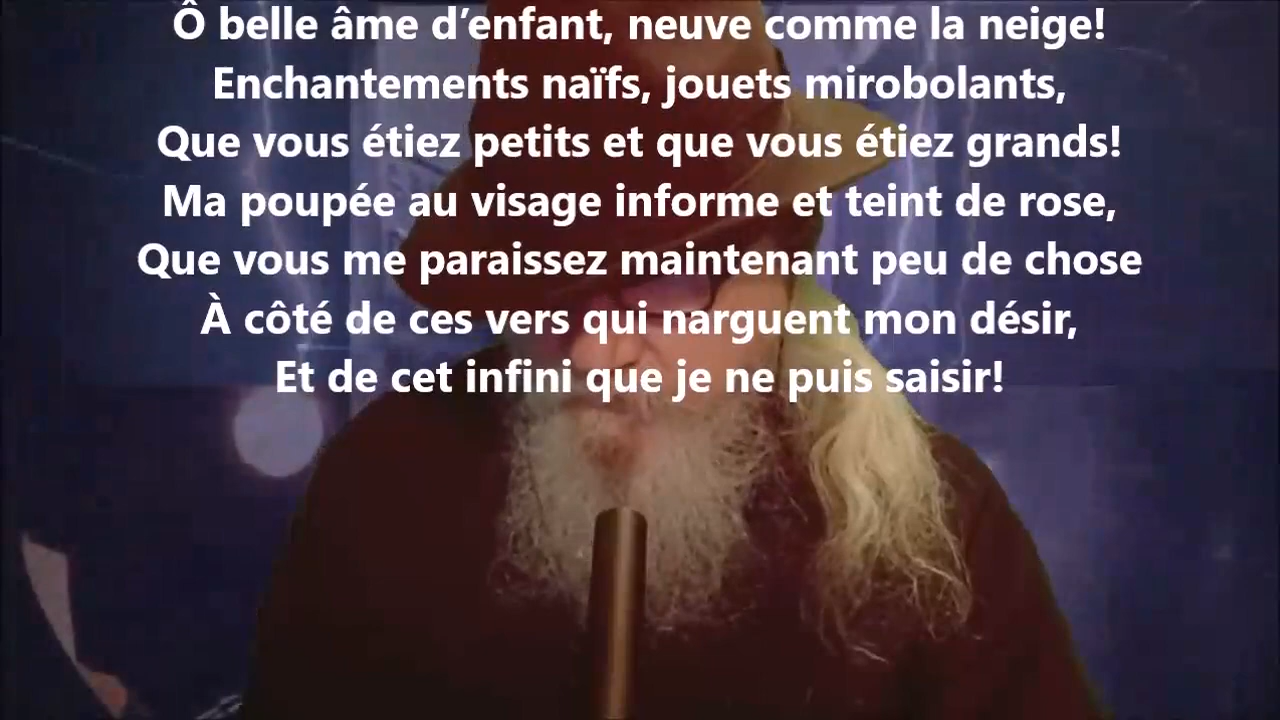 Ô belle âme d’enfant, neuve comme la neige!
Enchantements naïfs, jouets mirobolants,
Que vous étiez petits et que vous étiez grands!
Ma poupée au visage informe et teint de rose,
Que vous me paraissez maintenant peu de chose
À côté de ces vers qui narguent mon désir,
Et de cet infini que je ne puis saisir!